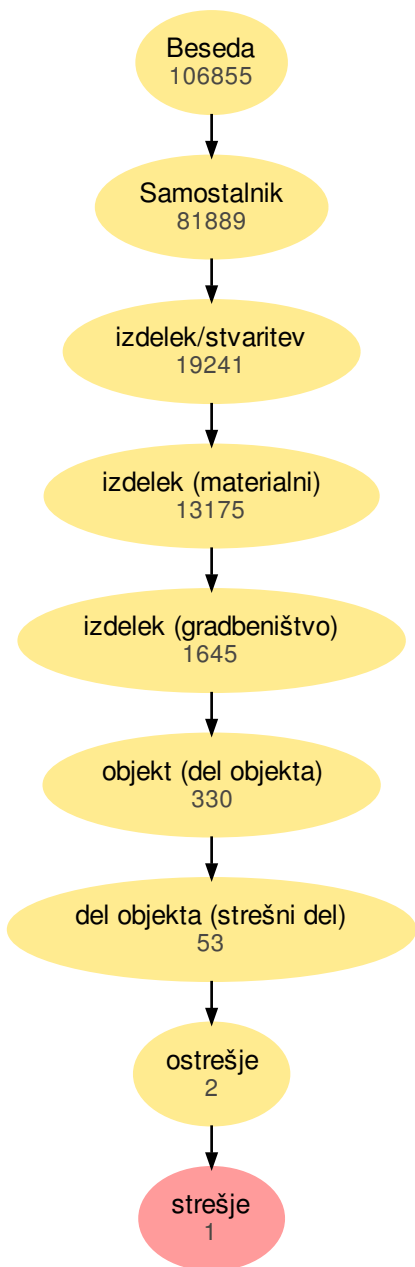 Beseda
106855
Samostalnik
81889
izdelek/stvaritev
19241
izdelek (materialni)
13175
izdelek (gradbeništvo)
1645
objekt (del objekta)
330
del objekta (strešni del)
53
ostrešje
2
strešje
1